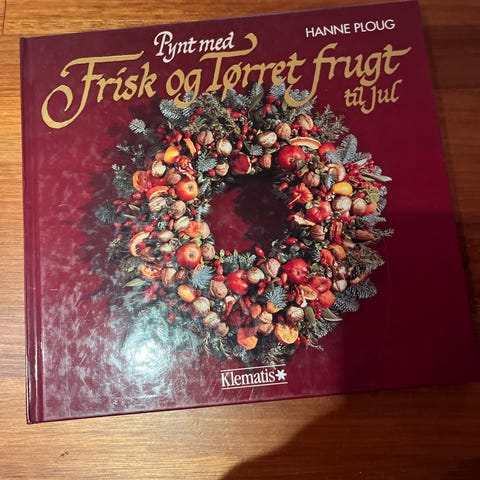 HANNE PLOUG
Pynt med
Frisk og Tørret frugt
til Jul
Klematis